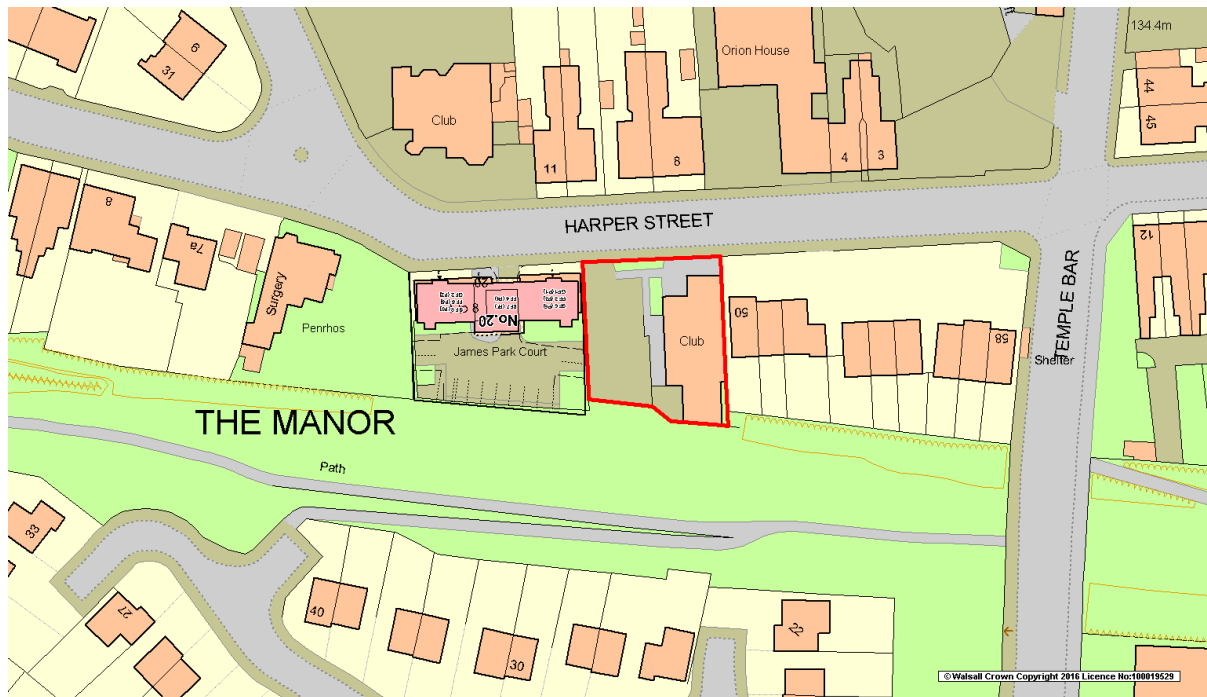 134.4m
6
31
Orion House
44
45
Club
11
8
4
3
HARPER STREET
8
7a
Surgery
Penrhos
No.20
James Park Court
Club
50
58
Shelter
TEMPLE BAR
12
THE MANOR
Path
33
27
40
30
© Walsall Crown Copyright 2016 Licence No:100019529